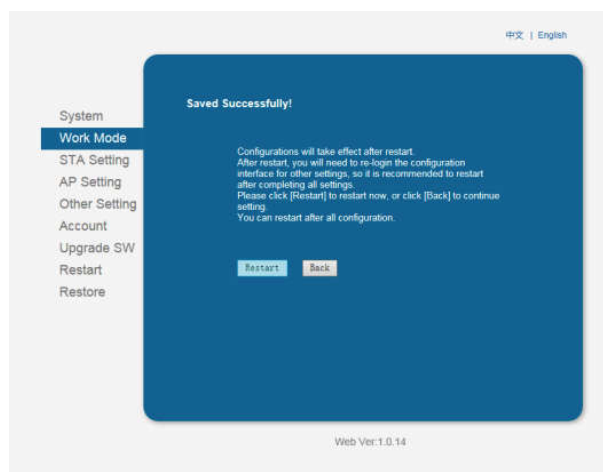 中文 | English
System
Work Mode
STA Setting
AP Setting
Other Setting
Account
Upgrade SW
Restart
Restore
Saved Successfully!
Configurations will take effect after restart.
After restart, you will need to re-login the configuration
interface for other settings, so it is recommended to restart
after completing all settings.
Please click [Restart] to restart now, or click [Back] to continue
setting.
You can restart after all configuration.
Restart Back
Web Ver:1.0.14